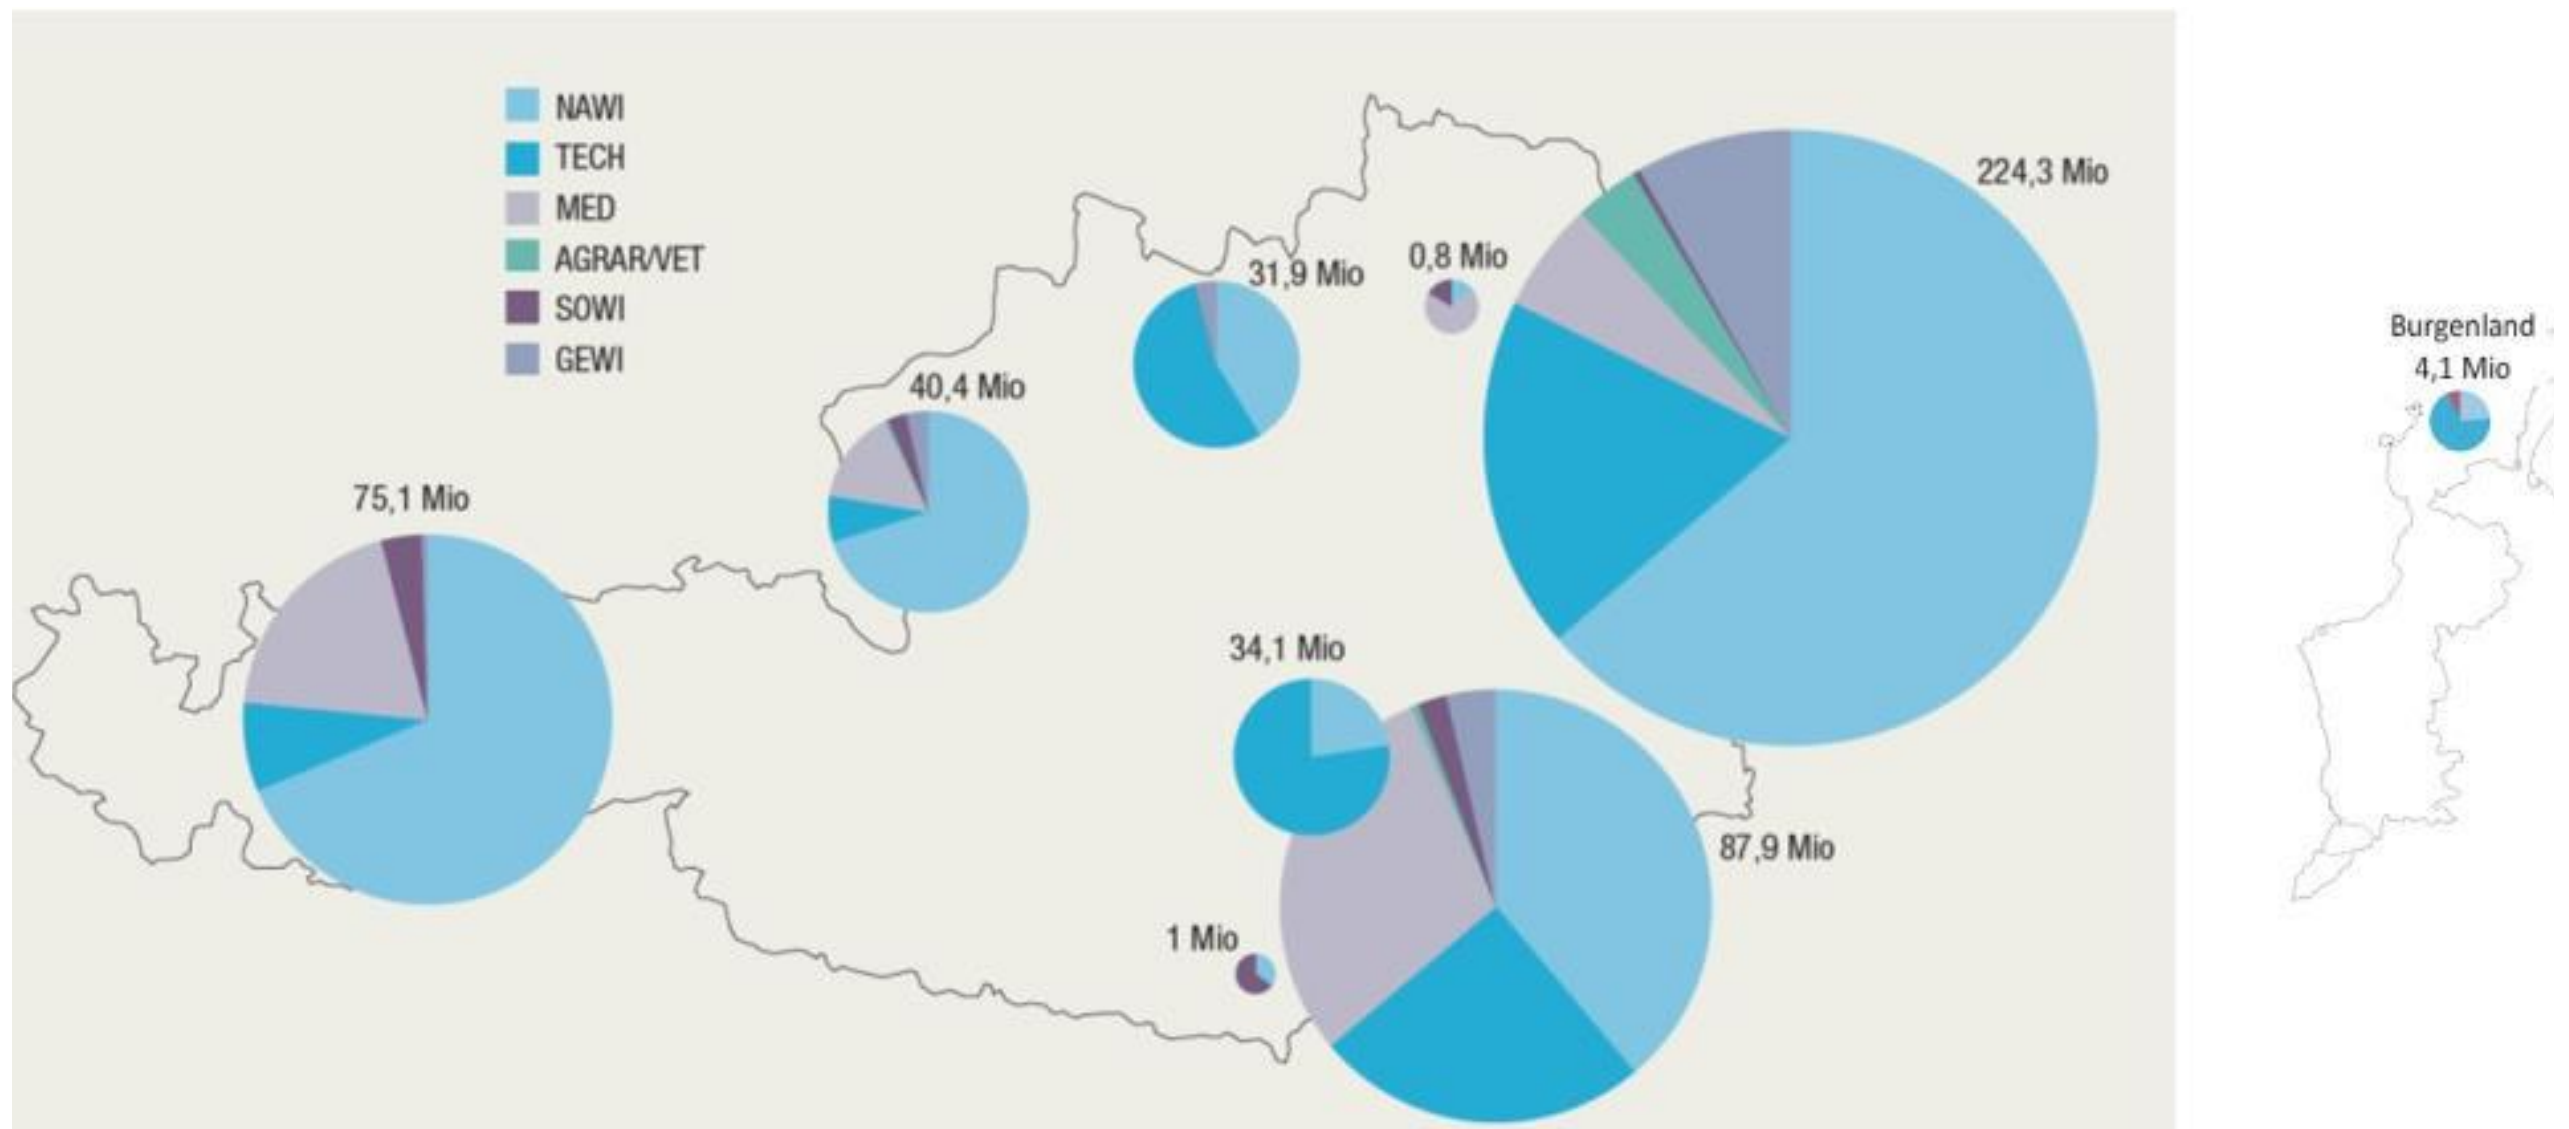 NAWI
TECH
MED
AGRAR/VET
SOWI
GEWI
224,3 Mio
0,8 Mio
31,9 Mio
40,4 Mio
75,1 Mio
34,1 Mio
87,9 Mio
1 Mio
Burgenland
4,1 Mio